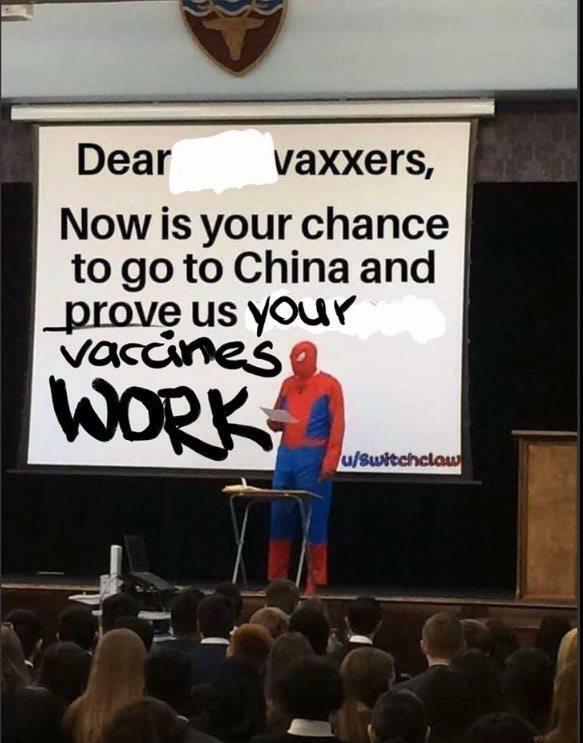 Dear vaxxers,
Now is your chance
to go to China and
prove us your
vaccines
WORK
u/Switchclaw